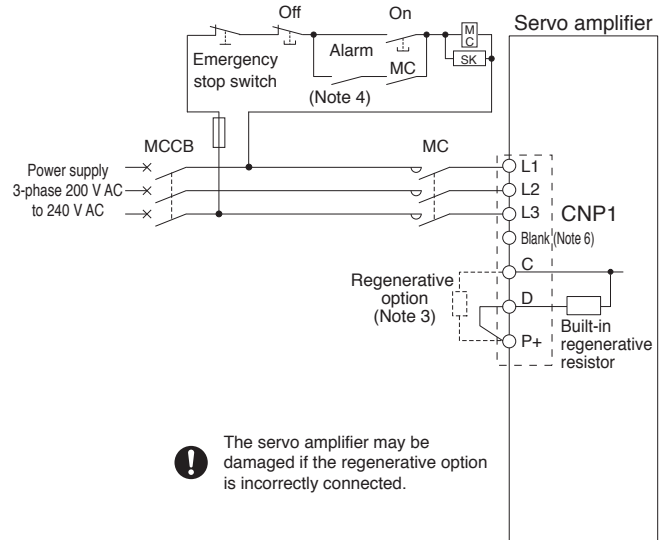 Servo amplifier
Off
On
M
C
SK
Alarm
MC
Emergency
stop switch
(Note 4)
MCCB
MC
Power supply
3-phase 200 V AC
to 240 V AC
L1
L2
L3
CNP1
Blank (Note 6)
C
D
P+
Regenerative
option
(Note 3)
Built-in
regenerative
resistor
The servo amplifier may be
damaged if the regenerative option
is incorrectly connected.